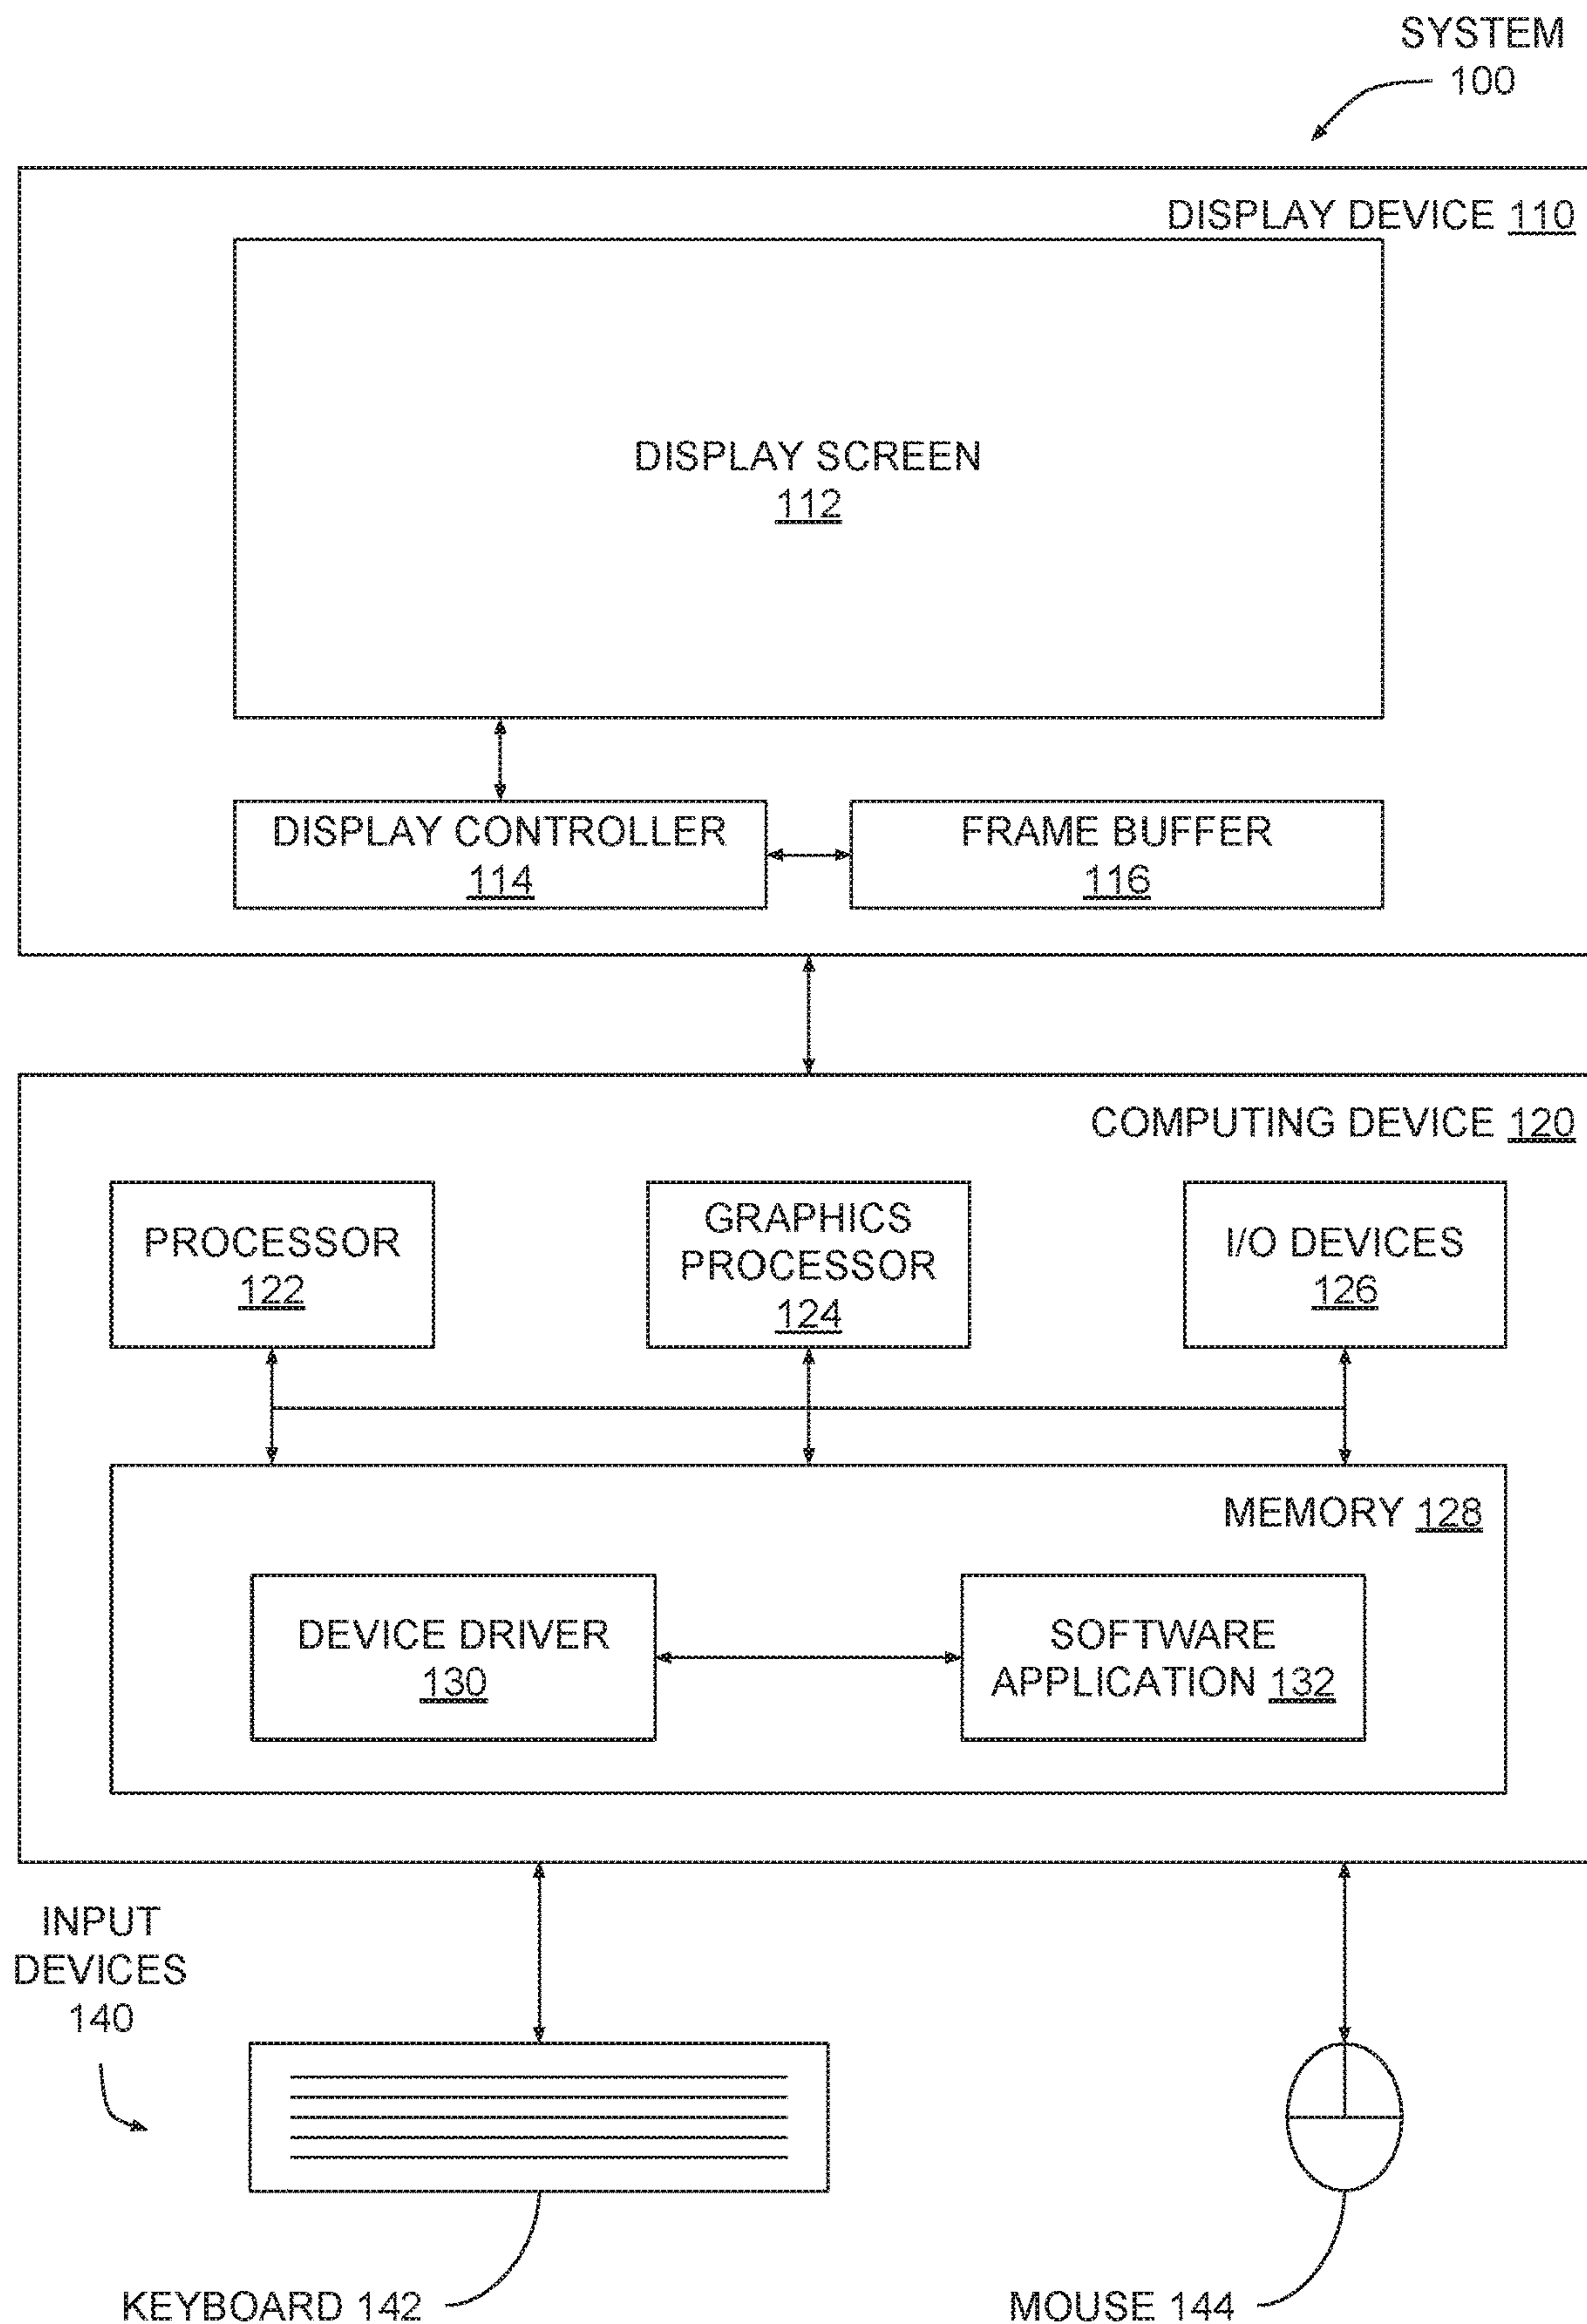 SYSTEM
100
DISPLAY DEVICE 110
DISPLAY SCREEN
112
DISPLAY CONTROLLER
114
FRAME BUFFER
116
COMPUTING DEVICE 120
PROCESSOR
122
GRAPHICS
PROCESSOR
124
I/O DEVICES
126
MEMORY 128
DEVICE DRIVER
130
SOFTWARE
APPLICATION 132
INPUT
DEVICES
140
KEYBOARD 142
MOUSE 144